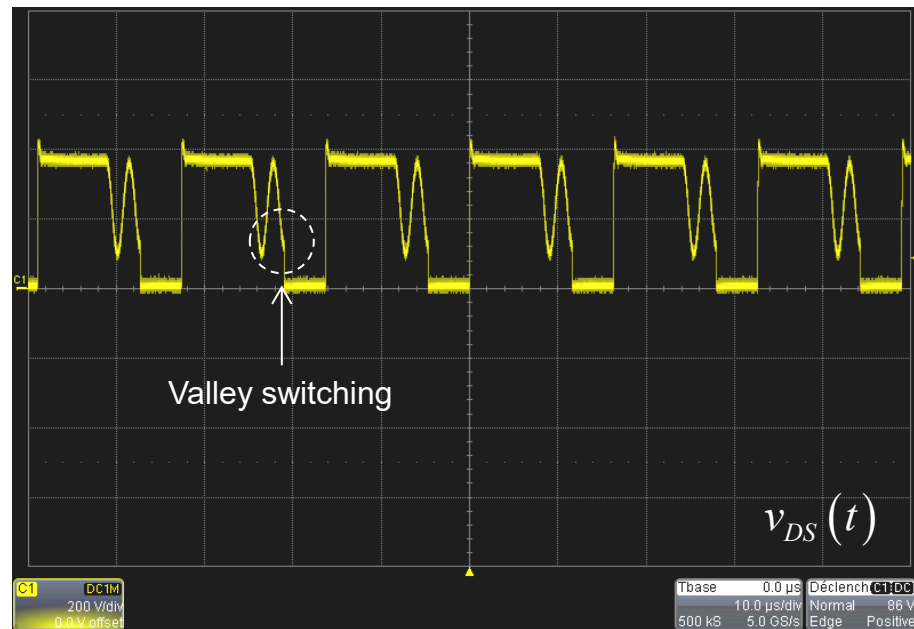 C1
Valley switching
v_DS(t)
C1 DC1M
200 V/div
0.0 V offset
Tbase 0.0 µs
10.0 µs/div
500 kS 5.0 GS/s
Déclench C1 DC
Normal 86 V
Edge Positive